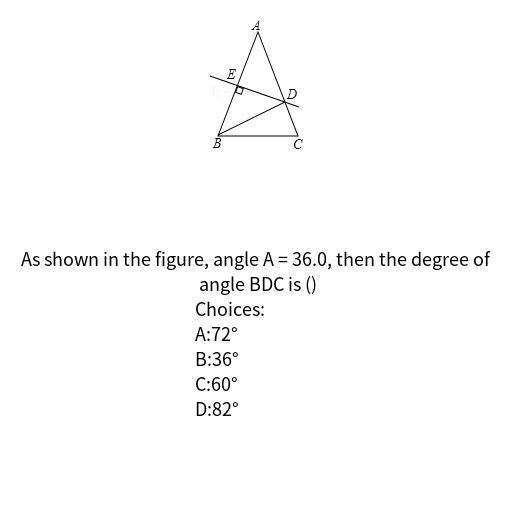 A
E
D
B
C
As shown in the figure, angle A = 36.0, then the degree of
angle BDC is ()
Choices:
A:72°
B:36°
C:60°
D:82°